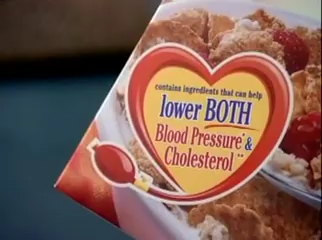 contains ingredients that can help
lower BOTH
Blood Pressure* &
Cholesterol**